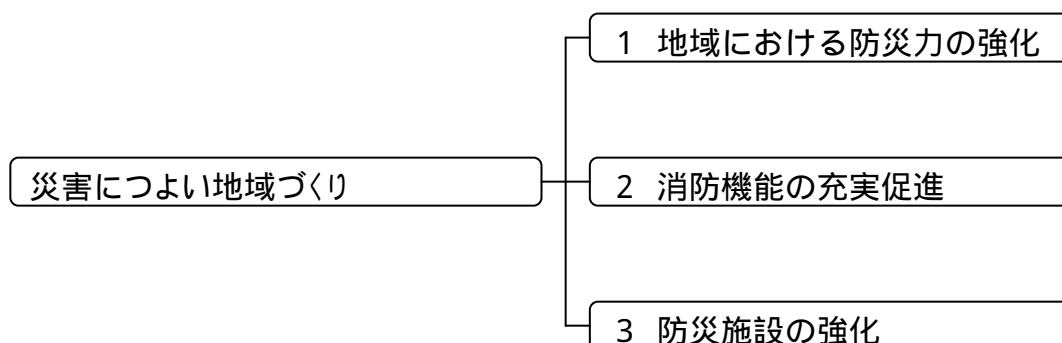 1 地域における防災力の強化
災害につよい地域づくり
2 消防機能の充実促進
3 防災施設の強化